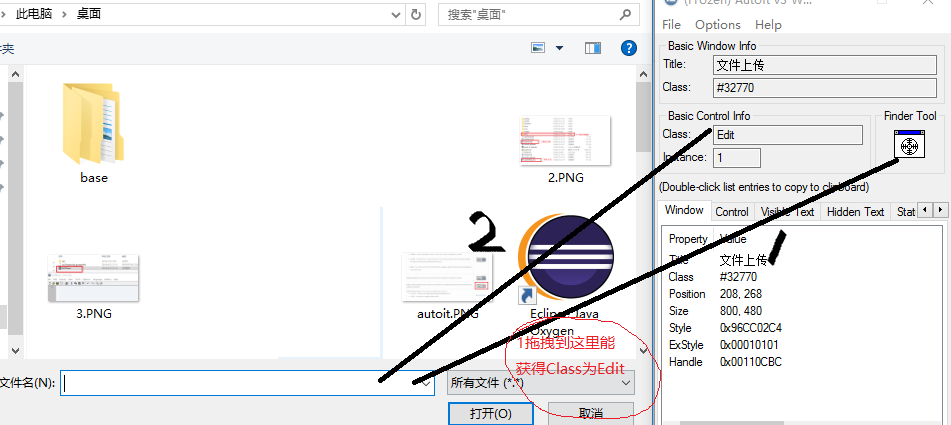 此电脑
桌面
搜索"桌面"
夹
base
2.PNG
3.PNG
autoit.PNG
Eclipse Java
Oxygen
2
1
1拖拽到这里能
获得Class为Edit
文件名(N):
所有文件 (*.*)
打开(O)
取消
(Frozen) AutoIt v3 W...
File Options Help
Basic Window Info
Title: 文件上传
Class: #32770
Basic Control Info
Class: Edit
Instance: 1
Finder Tool
(Double-click list entries to copy to clipboard)
Window Control Visible Text Hidden Text Stat
Property Value
Title 文件上传
Class #32770
Position 208, 268
Size 800, 480
Style 0x96CC02C4
ExStyle 0x00010101
Handle 0x00110CBC